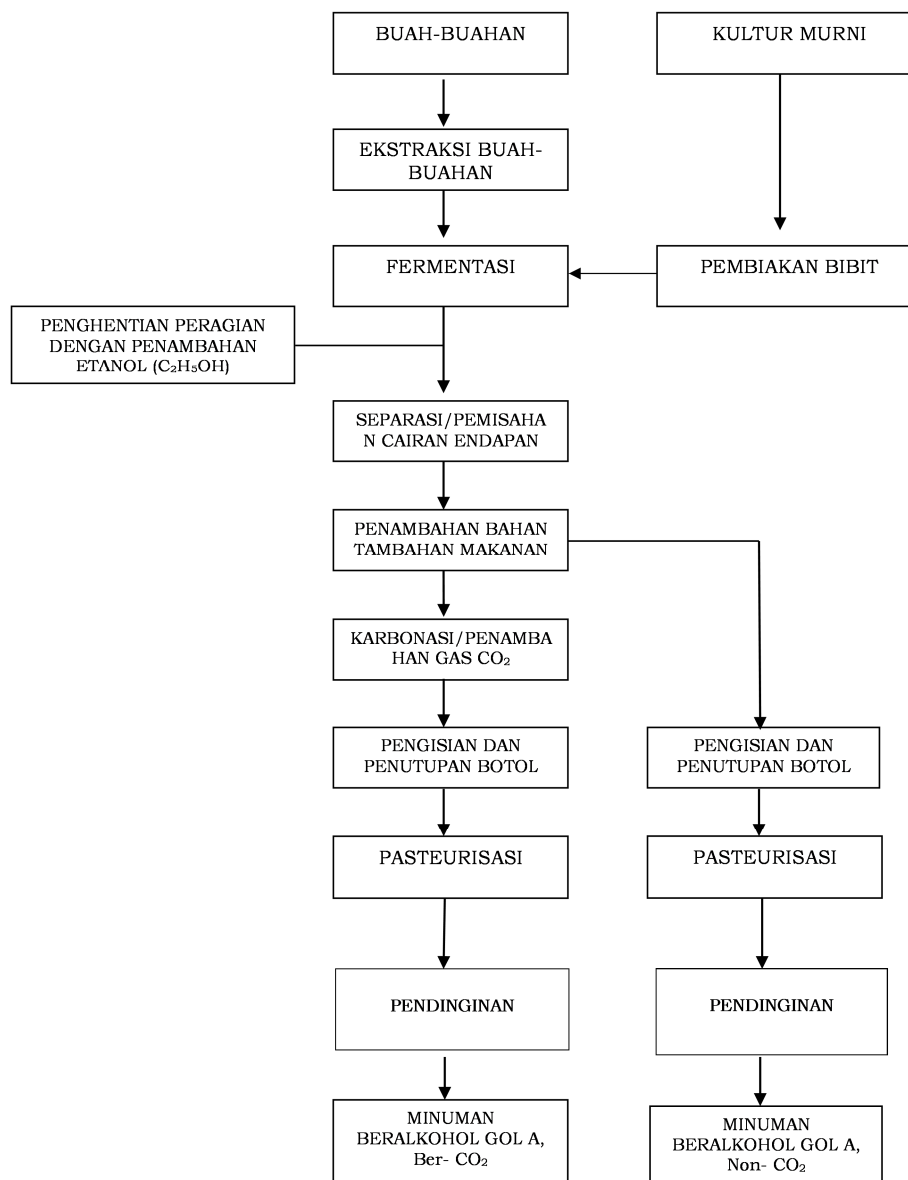 BUAH-BUAHAN
KULTUR MURNI
EKSTRAKSI BUAH-
BUAHAN
FERMENTASI
PEMBIAKAN BIBIT
PENGHENTIAN PERAGIAN
DENGAN PENAMBAHAN
ETANOL (C₂H₅OH)
SEPARASI/PEMISAHA
N CAIRAN ENDAPAN
PENAMBAHAN BAHAN
TAMBAHAN MAKANAN
KARBONASI/PENAMBA
HAN GAS CO₂
PENGISIAN DAN
PENUTUPAN BOTOL
PENGISIAN DAN
PENUTUPAN BOTOL
PASTEURISASI
PASTEURISASI
PENDINGINAN
PENDINGINAN
MINUMAN
BERALKOHOL GOL A,
Ber- CO₂
MINUMAN
BERALKOHOL GOL A,
Non- CO₂